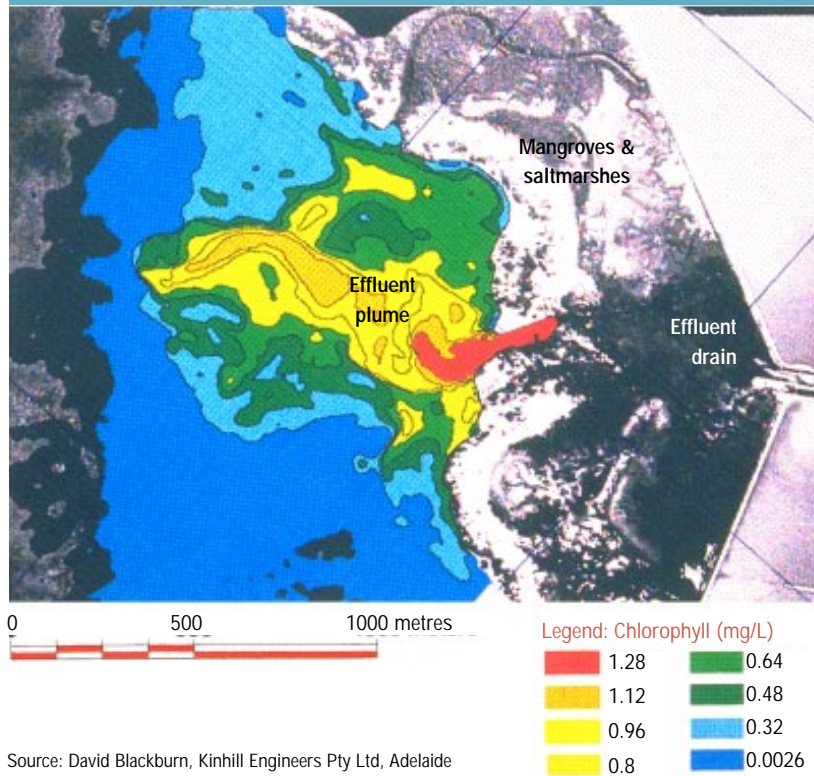 Mangroves &
saltmarshes
Effluent
plume
Effluent
drain
0 500 1000 metres
Legend: Chlorophyll (mg/L)
1.28 0.64
1.12 0.48
0.96 0.32
0.8 0.0026
Source: David Blackburn, Kinhill Engineers Pty Ltd, Adelaide